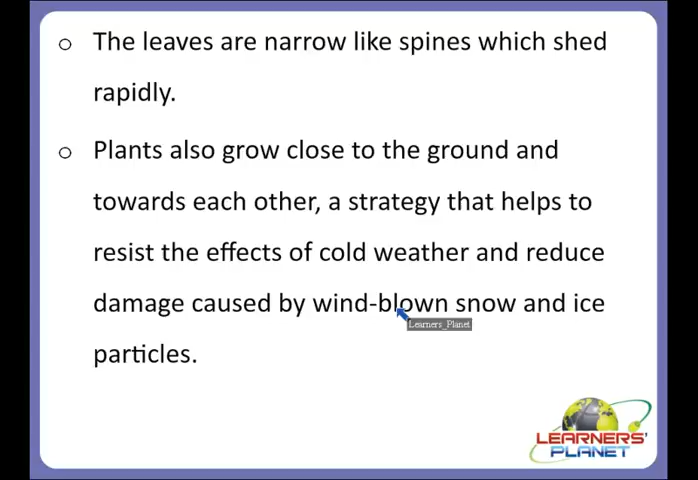 o The leaves are narrow like spines which shed
rapidly.
o Plants also grow close to the ground and
towards each other, a strategy that helps to
resist the effects of cold weather and reduce
damage caused by wind-blown snow and ice
Learners_Planet
particles.
LEARNERS'
PLANET